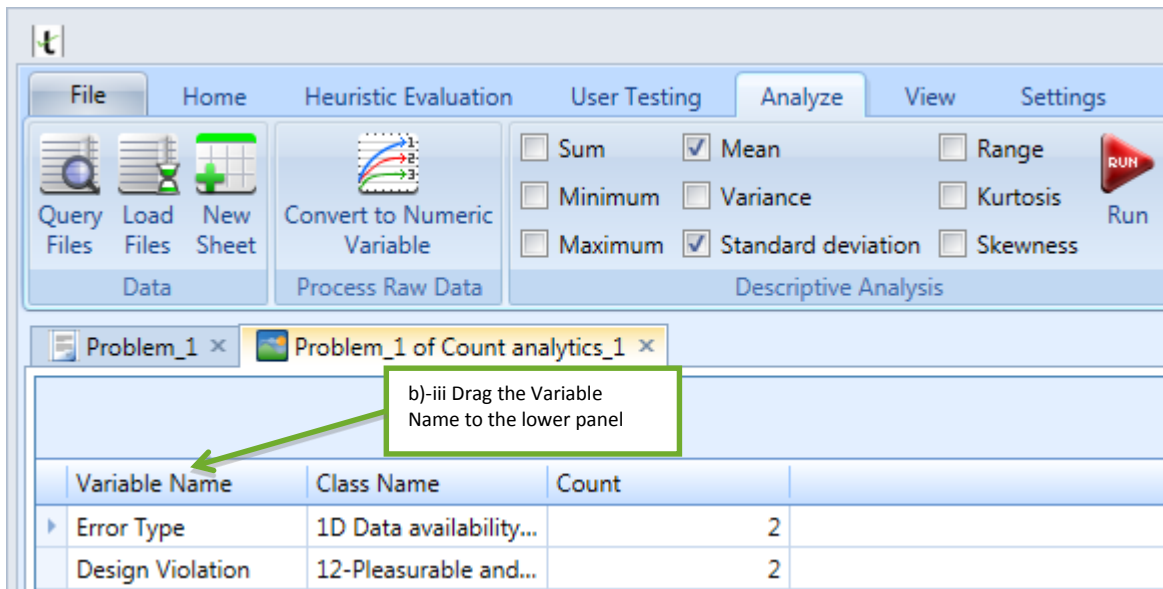 t
File Home Heuristic Evaluation User Testing Analyze View Settings
Sum Mean Range
Minimum Variance Kurtosis
Maximum Standard deviation Skewness
1
2
3
RUN
Run
Query Files
Load Files
New Sheet
Convert to Numeric
Variable
Data Process Raw Data Descriptive Analysis
Problem_1 × Problem_1 of Count analytics_1 ×
b)-iii Drag the Variable
Name to the lower panel
Variable Name Class Name Count
Error Type 1D Data availability... 2
Design Violation 12-Pleasurable and... 2